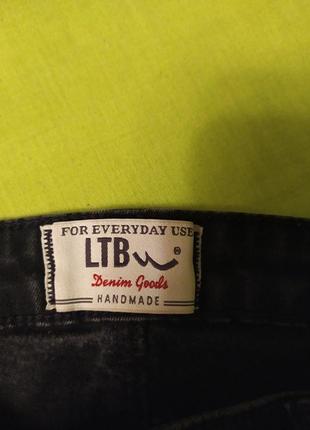 FOR EVERYDAY USE
LTB ®
Denim Goods
HANDMADE